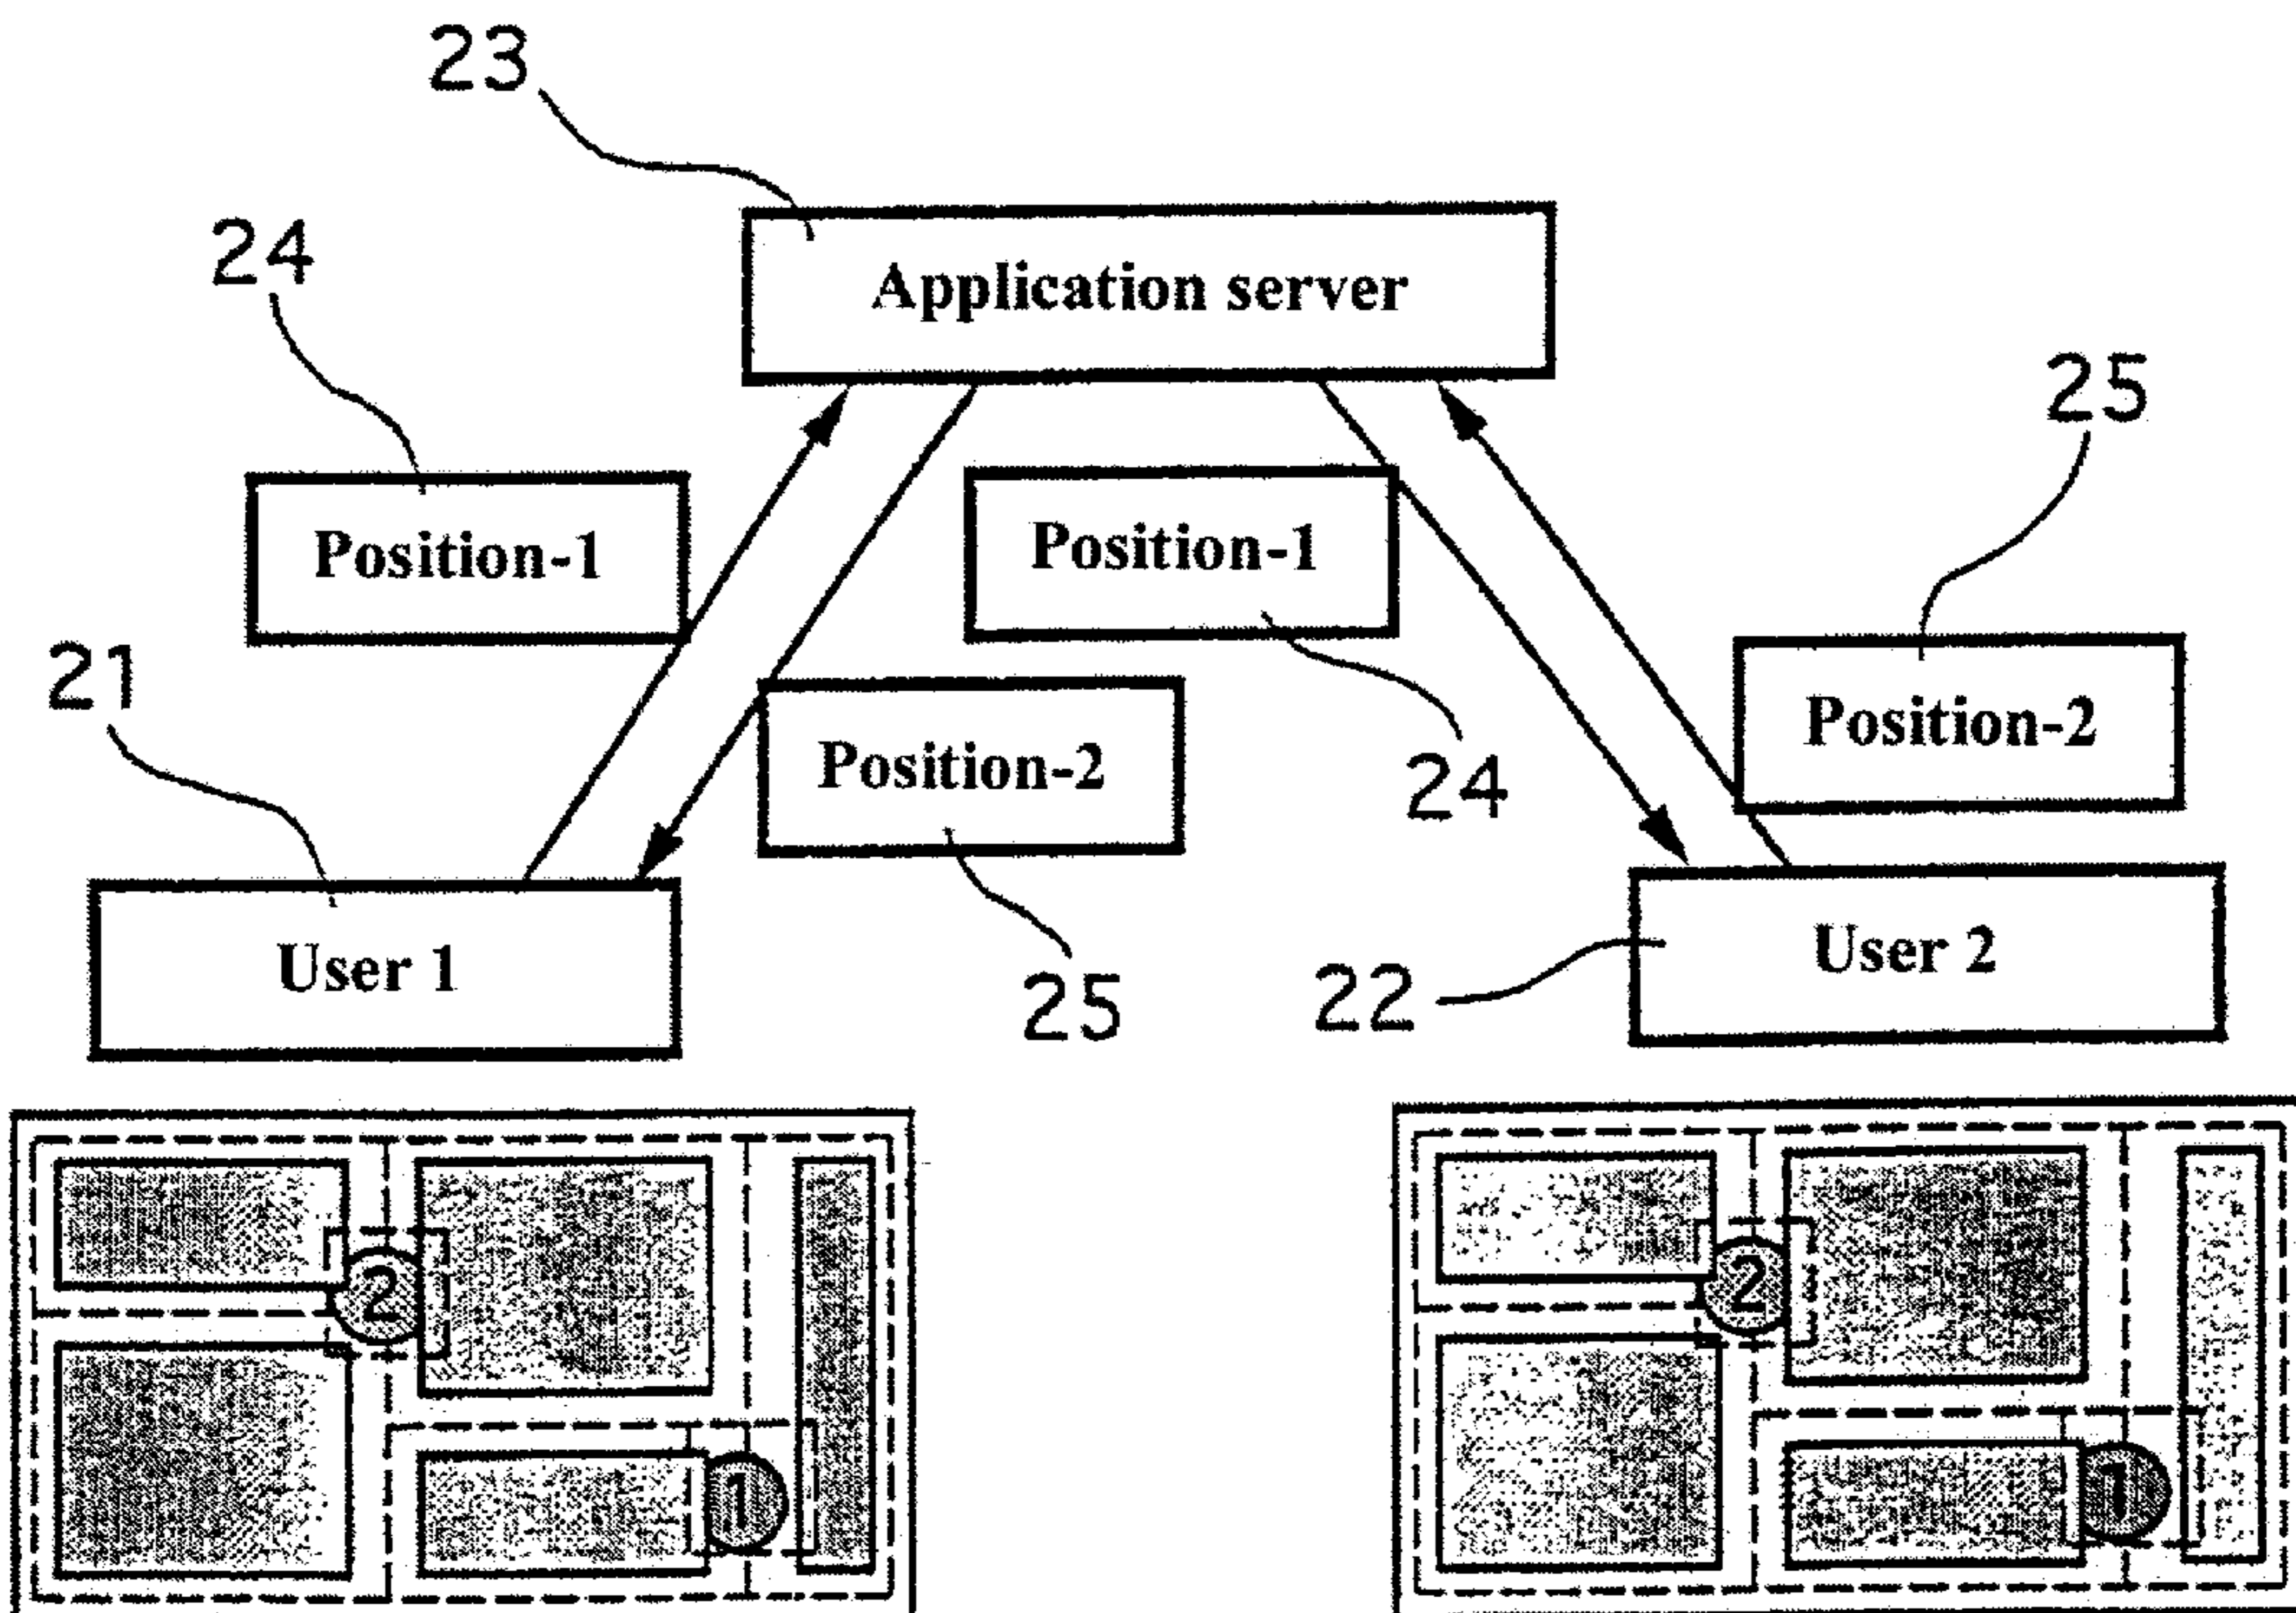 23
Application server
24
25
Position-1
Position-1
21
Position-2
Position-2
24
User 1
User 2
25
22
2
1
2
1